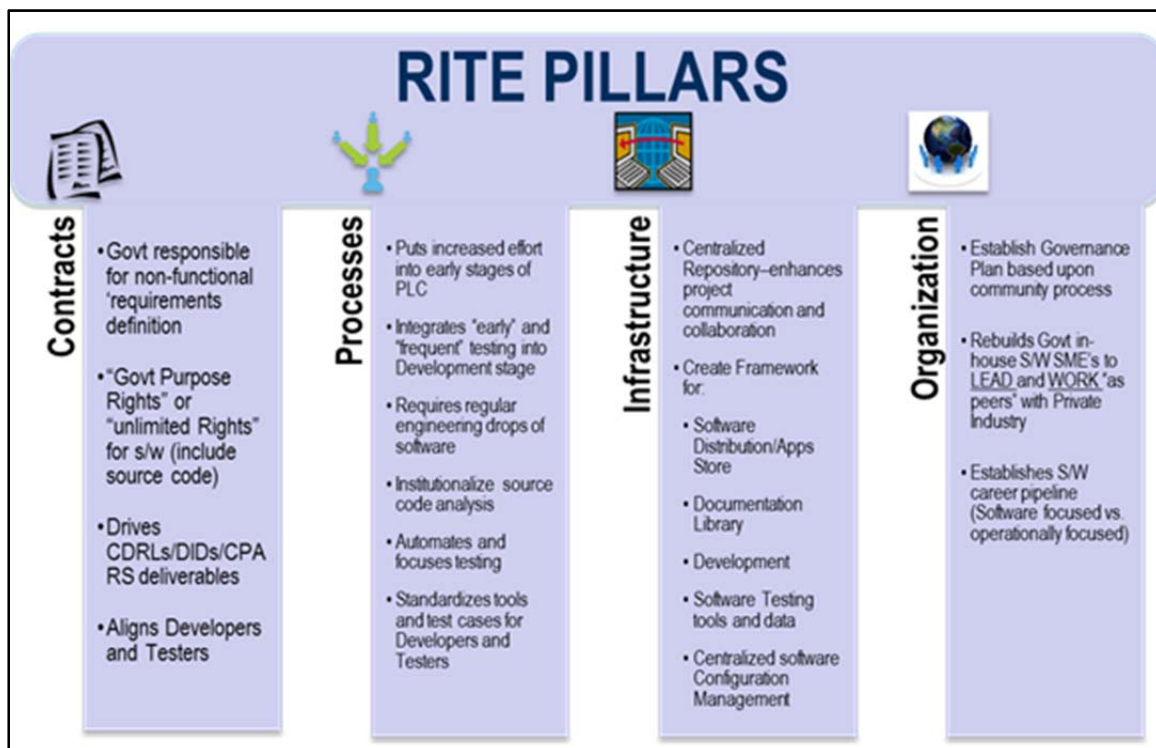 RITE PILLARS
Contracts
•Govt responsible
for non-functional
‘requirements
definition
•“Govt Purpose
Rights” or
“unlimited Rights”
for s/w (include
source code)
•Drives
CDRLs/DIDs/CPA
RS deliverables
•Aligns Developers
and Testers
Processes
• Puts increased effort
into early stages of
PLC
• Integrates “early” and
“frequent” testing into
Development stage
• Requires regular
engineering drops of
software
• Institutionalize source
code analysis
• Automates and
focuses testing
• Standardizes tools
and test cases for
Developers and
Testers
Infrastructure
• Centralized
Repository–enhances
project
communication and
collaboration
• Create Framework
for:
• Software
Distribution/Apps
Store
• Documentation
Library
• Development
• Software Testing
tools and data
• Centralized software
Configuration
Management
Organization
• Establish Governance
Plan based upon
community process
• Rebuilds Govt in-
house S/W SME’s to
LEAD and WORK “as
peers” with Private
Industry
• Establishes S/W
career pipeline
(Software focused vs.
operationally focused)